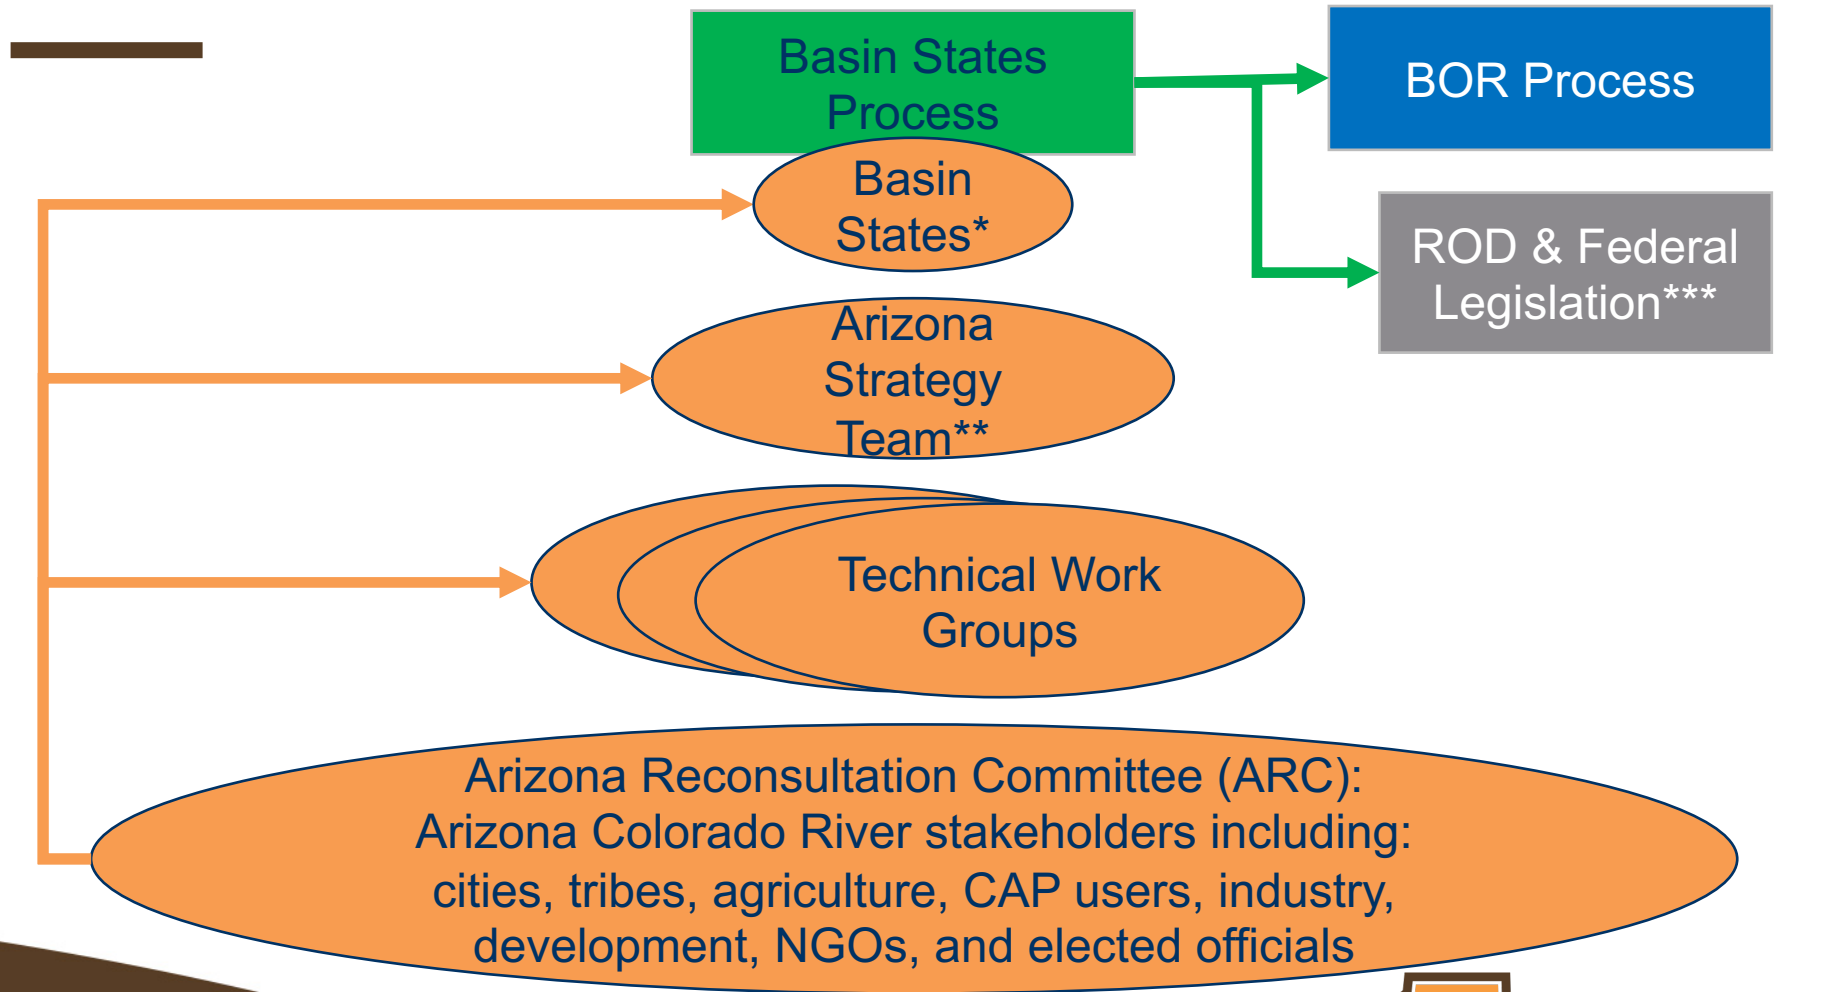 Basin States
Process
BOR Process
Basin
States*
ROD & Federal
Legislation***
Arizona
Strategy
Team**
Technical Work
Groups
Arizona Reconsultation Committee (ARC):
Arizona Colorado River stakeholders including:
cities, tribes, agriculture, CAP users, industry,
development, NGOs, and elected officials